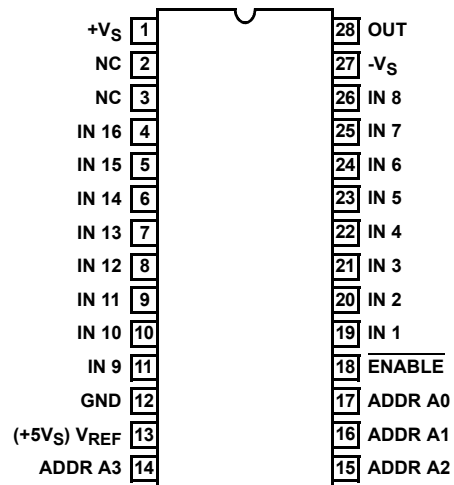 +VS 1 28 OUT
NC 2 27 -VS
NC 3 26 IN 8
IN 16 4 25 IN 7
IN 15 5 24 IN 6
IN 14 6 23 IN 5
IN 13 7 22 IN 4
IN 12 8 21 IN 3
IN 11 9 20 IN 2
IN 10 10 19 IN 1
IN 9 11 18 ENABLE
GND 12 17 ADDR A0
(+5VS) VREF 13 16 ADDR A1
ADDR A3 14 15 ADDR A2